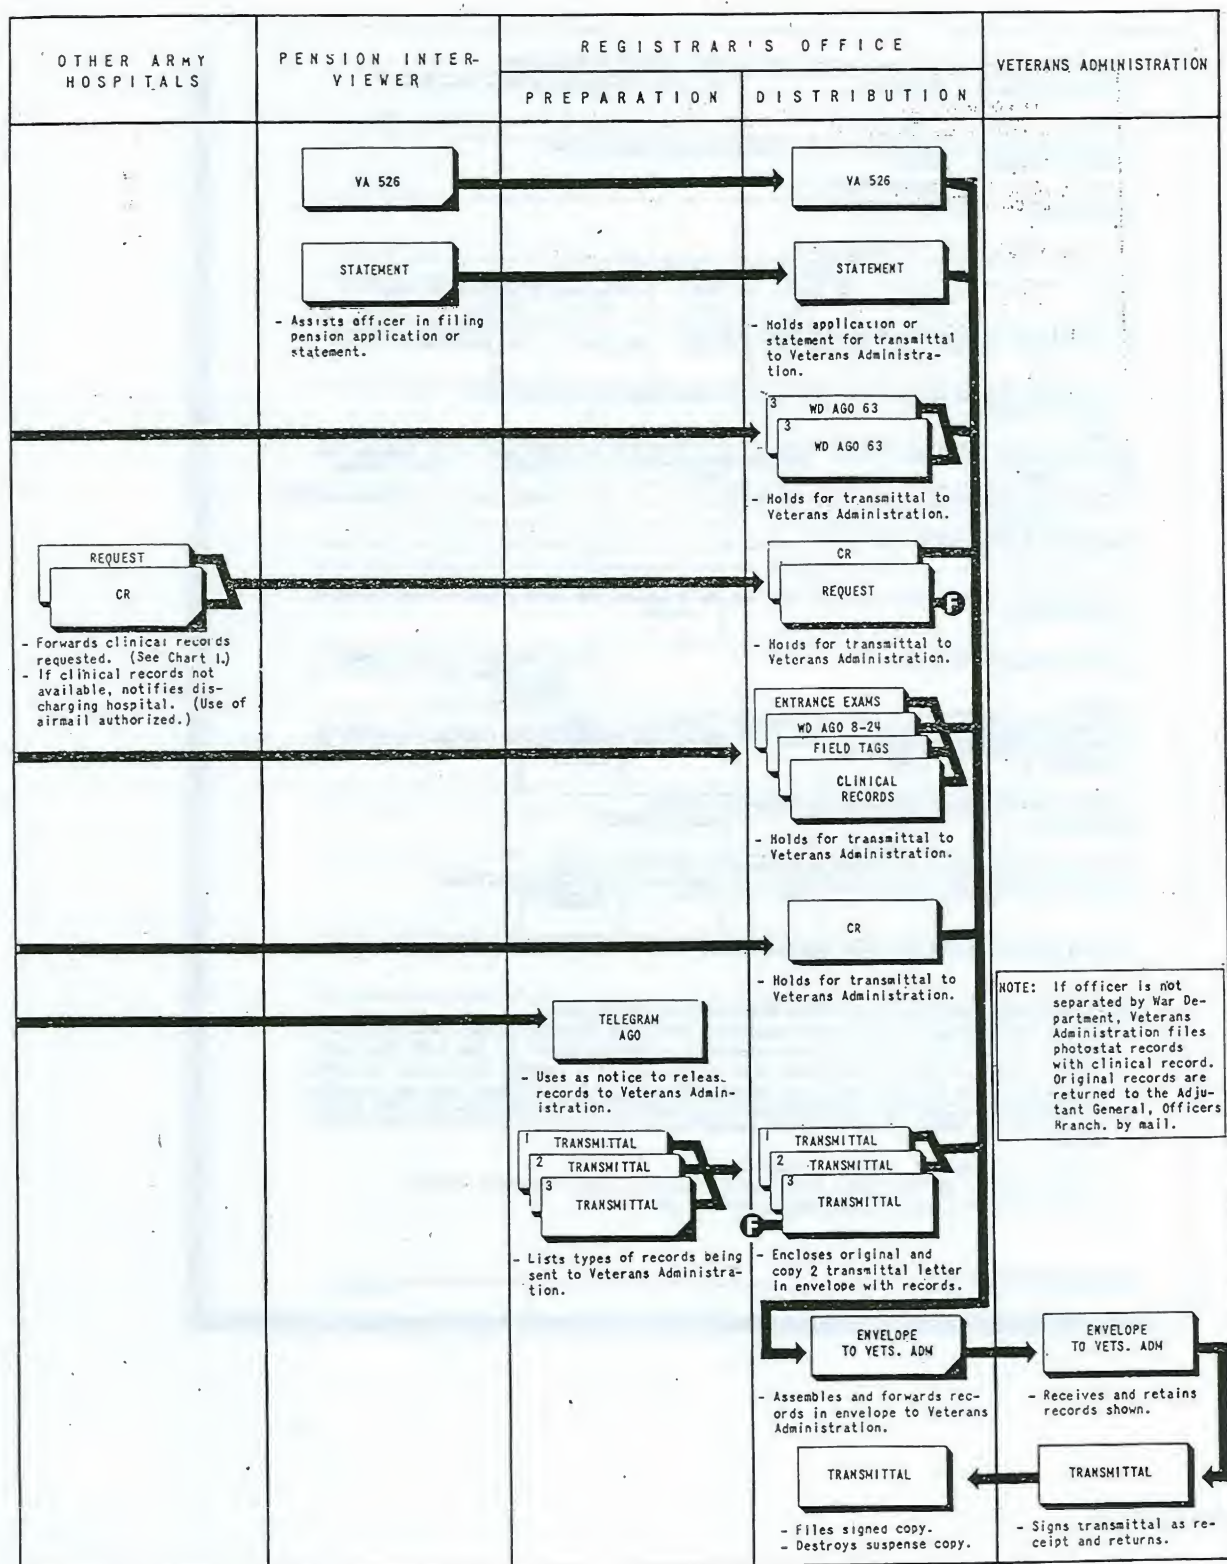 OTHER ARMY
HOSPITALS
PENSION INTER-
VIEWER
REGISTRAR'S OFFICE
PREPARATION
DISTRIBUTION
VETERANS ADMINISTRATION
VA 526
VA 526
STATEMENT
STATEMENT
- Assists officer in filing
pension application or
statement.
- Holds application or
statement for transmittal
to Veterans Administra-
tion.
3 WD AGO 63
3
WD AGO 63
- Holds for transmittal to
Veterans Administration.
REQUEST
CR
CR
REQUEST
F
- Forwards clinical records
requested. (See Chart I.)
- If clinical records not
available, notifies dis-
charging hospital. (Use of
airmail authorized.)
- Holds for transmittal to
Veterans Administration.
ENTRANCE EXAMS
WD AGO 8-24
FIELD TAGS
CLINICAL
RECORDS
- Holds for transmittal to
Veterans Administration.
CR
- Holds for transmittal to
Veterans Administration.
NOTE: If officer is not
separated by War De-
partment, Veterans
Administration files
photostat records
with clinical record.
Original records are
returned to the Adju-
tant General, Officers
Branch, by mail.
TELEGRAM
AGO
- Uses as notice to release
records to Veterans Admin-
istration.
1 TRANSMITTAL
2 TRANSMITTAL
3
TRANSMITTAL
- Lists types of records being
sent to Veterans Administra-
tion.
1 TRANSMITTAL
2 TRANSMITTAL
3
TRANSMITTAL
F
- Encloses original and
copy 2 transmittal letter
in envelope with records.
ENVELOPE
TO VETS. ADM
ENVELOPE
TO VETS. ADM
- Assembles and forwards rec-
ords in envelope to Veterans
Administration.
- Receives and retains
records shown.
TRANSMITTAL
TRANSMITTAL
- Files signed copy.
- Destroys suspense copy.
- Signs transmittal as re-
ceipt and returns.